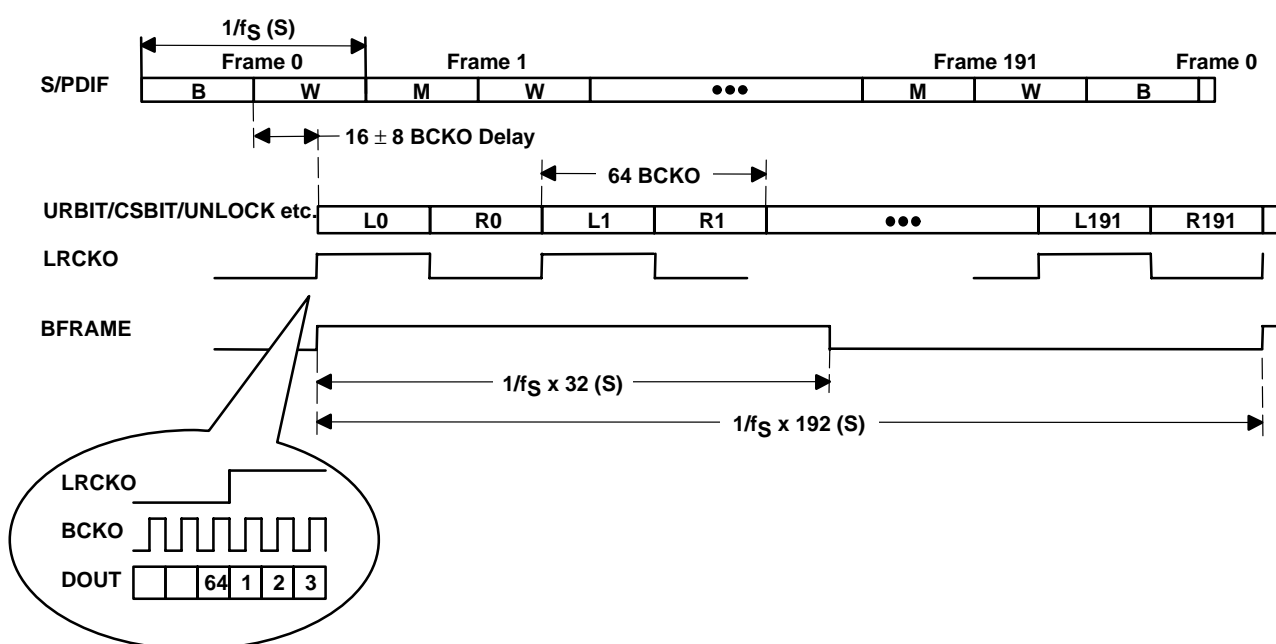 1/fS (S)
Frame 0 Frame 1 Frame 191 Frame 0
S/PDIF B W M W ••• M W B
16 ± 8 BCKO Delay
64 BCKO
URBIT/CSBIT/UNLOCK etc. L0 R0 L1 R1 ••• L191 R191
LRCKO
BFRAME
1/fS x 32 (S)
1/fS x 192 (S)
LRCKO
BCKO
DOUT 64 1 2 3